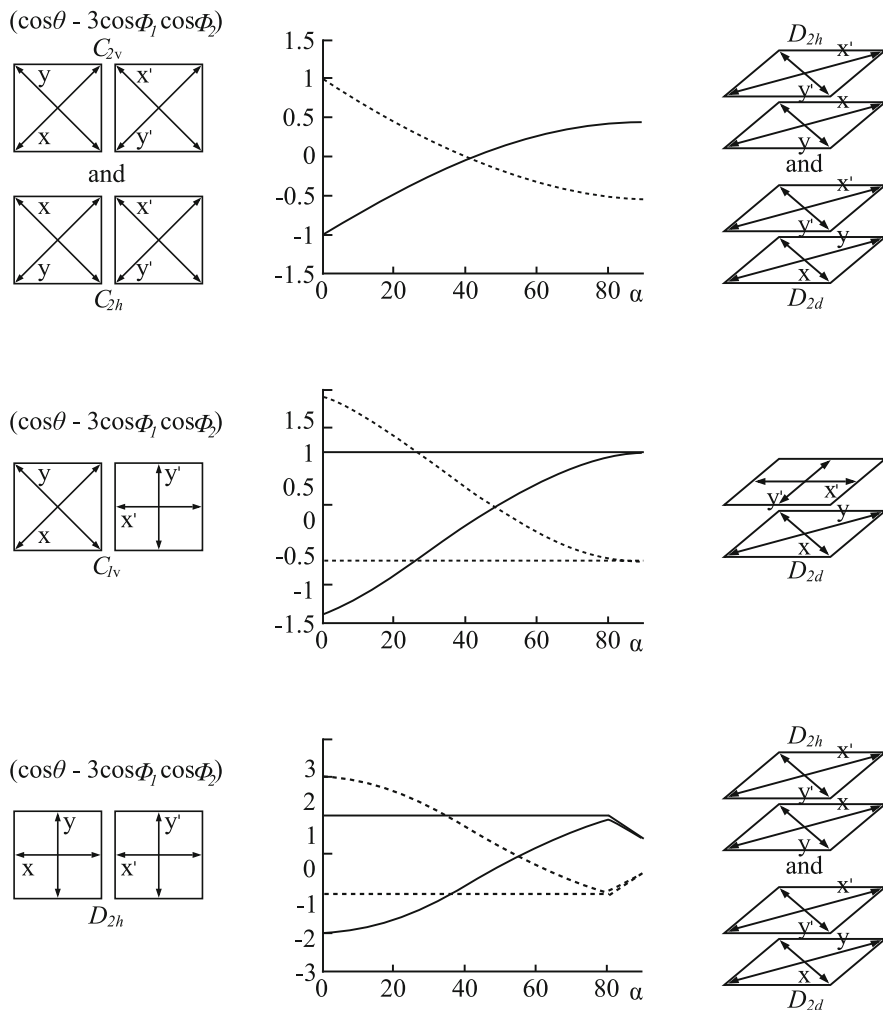 (cosθ - 3cosΦ₁cosΦ₂)
C₂ᵥ
y
x'
x
y'
and
x
x'
y
y'
C₂ₕ
1.5
1
0.5
0
-0.5
-1
-1.5
0 20 40 60 80 α
D₂ₕ
x'
y'
x
y
and
x'
y'
y
x
D₂d
(cosθ - 3cosΦ₁cosΦ₂)
y
y'
x'
x
C₁ᵥ
1.5
1
0.5
0
-0.5
-1
-1.5
0 20 40 60 80 α
y'
x'
y
x
D₂d
(cosθ - 3cosΦ₁cosΦ₂)
y
y'
x
x'
D₂ₕ
3
2
1
0
-1
-2
-3
0 20 40 60 80 α
D₂ₕ
x'
y'
x
y
and
x'
y'
y
x
D₂d